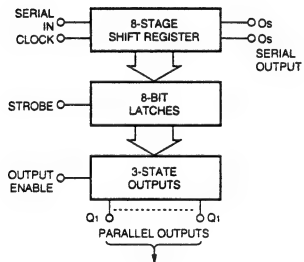 SERIAL
IN
CLOCK
8-STAGE
SHIFT REGISTER
Os
Os
SERIAL
OUTPUT
STROBE
8-BIT
LATCHES
OUTPUT
ENABLE
3-STATE
OUTPUTS
Q1
Q1
PARALLEL OUTPUTS